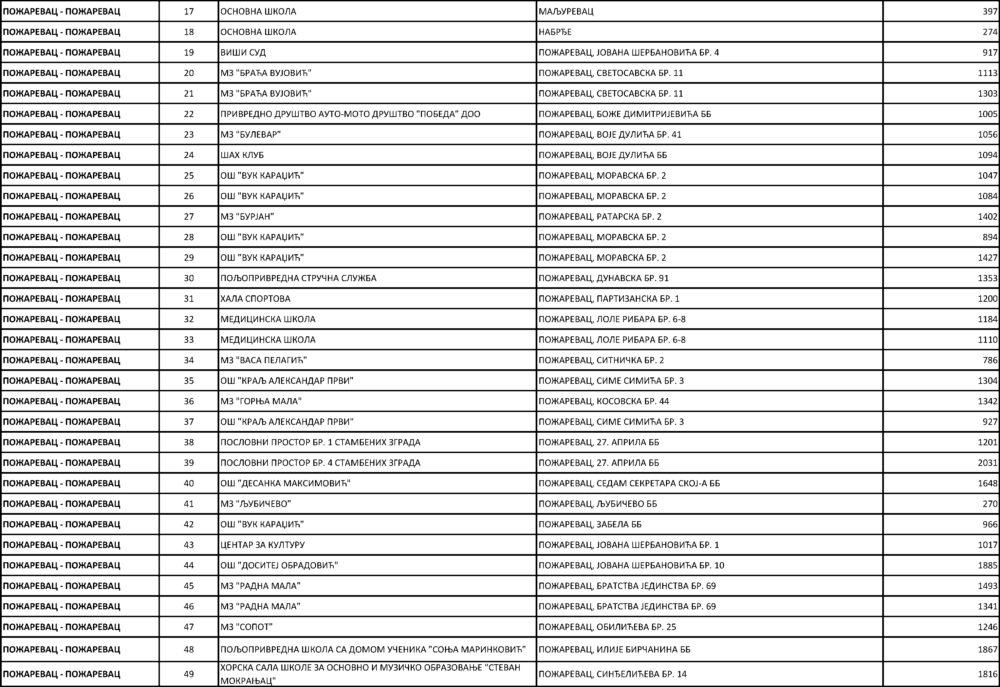 ПОЖАРЕВАЦ - ПОЖАРЕВАЦ 17 ОСНОВНА ШКОЛА МАЉУРЕВАЦ 397
ПОЖАРЕВАЦ - ПОЖАРЕВАЦ 18 ОСНОВНА ШКОЛА НАБРЂЕ 274
ПОЖАРЕВАЦ - ПОЖАРЕВАЦ 19 ВИШИ СУД ПОЖАРЕВАЦ, ЈОВАНА ШЕРБАНОВИЋА БР. 4 917
ПОЖАРЕВАЦ - ПОЖАРЕВАЦ 20 МЗ "БРАЋА ВУЈОВИЋ" ПОЖАРЕВАЦ, СВЕТОСАВСКА БР. 11 1113
ПОЖАРЕВАЦ - ПОЖАРЕВАЦ 21 МЗ "БРАЋА ВУЈОВИЋ" ПОЖАРЕВАЦ, СВЕТОСАВСКА БР. 11 1303
ПОЖАРЕВАЦ - ПОЖАРЕВАЦ 22 ПРИВРЕДНО ДРУШТВО АУТО-МОТО ДРУШТВО "ПОБЕДА" ДОО ПОЖАРЕВАЦ, БОЖЕ ДИМИТРИЈЕВИЋА ББ 1005
ПОЖАРЕВАЦ - ПОЖАРЕВАЦ 23 МЗ "БУЛЕВАР" ПОЖАРЕВАЦ, ВОЈЕ ДУЛИЋА БР. 41 1056
ПОЖАРЕВАЦ - ПОЖАРЕВАЦ 24 ШАХ КЛУБ ПОЖАРЕВАЦ, ВОЈЕ ДУЛИЋА ББ 1094
ПОЖАРЕВАЦ - ПОЖАРЕВАЦ 25 ОШ "ВУК КАРАЏИЋ" ПОЖАРЕВАЦ, МОРАВСКА БР. 2 1047
ПОЖАРЕВАЦ - ПОЖАРЕВАЦ 26 ОШ "ВУК КАРАЏИЋ" ПОЖАРЕВАЦ, МОРАВСКА БР. 2 1084
ПОЖАРЕВАЦ - ПОЖАРЕВАЦ 27 МЗ "БУРЈАН" ПОЖАРЕВАЦ, РАТАРСКА БР. 2 1402
ПОЖАРЕВАЦ - ПОЖАРЕВАЦ 28 ОШ "ВУК КАРАЏИЋ" ПОЖАРЕВАЦ, МОРАВСКА БР. 2 894
ПОЖАРЕВАЦ - ПОЖАРЕВАЦ 29 ОШ "ВУК КАРАЏИЋ" ПОЖАРЕВАЦ, МОРАВСКА БР. 2 1427
ПОЖАРЕВАЦ - ПОЖАРЕВАЦ 30 ПОЉОПРИВРЕДНА СТРУЧНА СЛУЖБА ПОЖАРЕВАЦ, ДУНАВСКА БР. 91 1353
ПОЖАРЕВАЦ - ПОЖАРЕВАЦ 31 ХАЛА СПОРТОВА ПОЖАРЕВАЦ, ПАРТИЗАНСКА БР. 1 1200
ПОЖАРЕВАЦ - ПОЖАРЕВАЦ 32 МЕДИЦИНСКА ШКОЛА ПОЖАРЕВАЦ, ЛОЛЕ РИБАРА БР. 6-8 1184
ПОЖАРЕВАЦ - ПОЖАРЕВАЦ 33 МЕДИЦИНСКА ШКОЛА ПОЖАРЕВАЦ, ЛОЛЕ РИБАРА БР. 6-8 1110
ПОЖАРЕВАЦ - ПОЖАРЕВАЦ 34 МЗ "ВАСА ПЕЛАГИЋ" ПОЖАРЕВАЦ, СИТНИЧКА БР. 2 786
ПОЖАРЕВАЦ - ПОЖАРЕВАЦ 35 ОШ "КРАЉ АЛЕКСАНДАР ПРВИ" ПОЖАРЕВАЦ, СИМЕ СИМИЋА БР. 3 1304
ПОЖАРЕВАЦ - ПОЖАРЕВАЦ 36 МЗ "ГОРЊА МАЛА" ПОЖАРЕВАЦ, КОСОВСКА БР. 44 1342
ПОЖАРЕВАЦ - ПОЖАРЕВАЦ 37 ОШ "КРАЉ АЛЕКСАНДАР ПРВИ" ПОЖАРЕВАЦ, СИМЕ СИМИЋА БР. 3 927
ПОЖАРЕВАЦ - ПОЖАРЕВАЦ 38 ПОСЛОВНИ ПРОСТОР БР. 1 СТАМБЕНИХ ЗГРАДА ПОЖАРЕВАЦ, 27. АПРИЛА ББ 1201
ПОЖАРЕВАЦ - ПОЖАРЕВАЦ 39 ПОСЛОВНИ ПРОСТОР БР. 4 СТАМБЕНИХ ЗГРАДА ПОЖАРЕВАЦ, 27. АПРИЛА ББ 2031
ПОЖАРЕВАЦ - ПОЖАРЕВАЦ 40 ОШ "ДЕСАНКА МАКСИМОВИЋ" ПОЖАРЕВАЦ, СЕДАМ СЕКРЕТАРА СКОЈ-А ББ 1648
ПОЖАРЕВАЦ - ПОЖАРЕВАЦ 41 МЗ "ЉУБИЧЕВО" ПОЖАРЕВАЦ, ЉУБИЧЕВО ББ 270
ПОЖАРЕВАЦ - ПОЖАРЕВАЦ 42 ОШ "ВУК КАРАЏИЋ" ПОЖАРЕВАЦ, ЗАБЕЛА ББ 966
ПОЖАРЕВАЦ - ПОЖАРЕВАЦ 43 ЦЕНТАР ЗА КУЛТУРУ ПОЖАРЕВАЦ, ЈОВАНА ШЕРБАНОВИЋА БР. 1 1017
ПОЖАРЕВАЦ - ПОЖАРЕВАЦ 44 ОШ "ДОСИТЕЈ ОБРАДОВИЋ" ПОЖАРЕВАЦ, ЈОВАНА ШЕРБАНОВИЋА БР. 10 1885
ПОЖАРЕВАЦ - ПОЖАРЕВАЦ 45 МЗ "РАДНА МАЛА" ПОЖАРЕВАЦ, БРАТСТВА ЈЕДИНСТВА БР. 69 1493
ПОЖАРЕВАЦ - ПОЖАРЕВАЦ 46 МЗ "РАДНА МАЛА" ПОЖАРЕВАЦ, БРАТСТВА ЈЕДИНСТВА БР. 69 1341
ПОЖАРЕВАЦ - ПОЖАРЕВАЦ 47 МЗ "СОПОТ" ПОЖАРЕВАЦ, ОБИЛИЋЕВА БР. 25 1246
ПОЖАРЕВАЦ - ПОЖАРЕВАЦ 48 ПОЉОПРИВРЕДНА ШКОЛА СА ДОМОМ УЧЕНИКА "СОЊА МАРИНКОВИЋ" ПОЖАРЕВАЦ, ИЛИЈЕ БИРЧАНИНА ББ 1867
ПОЖАРЕВАЦ - ПОЖАРЕВАЦ 49 ХОРСКА САЛА ШКОЛЕ ЗА ОСНОВНО И МУЗИЧКО ОБРАЗОВАЊЕ "СТЕВАН
МОКРАЊАЦ" ПОЖАРЕВАЦ, СИНЂЕЛИЋЕВА БР. 14 1816